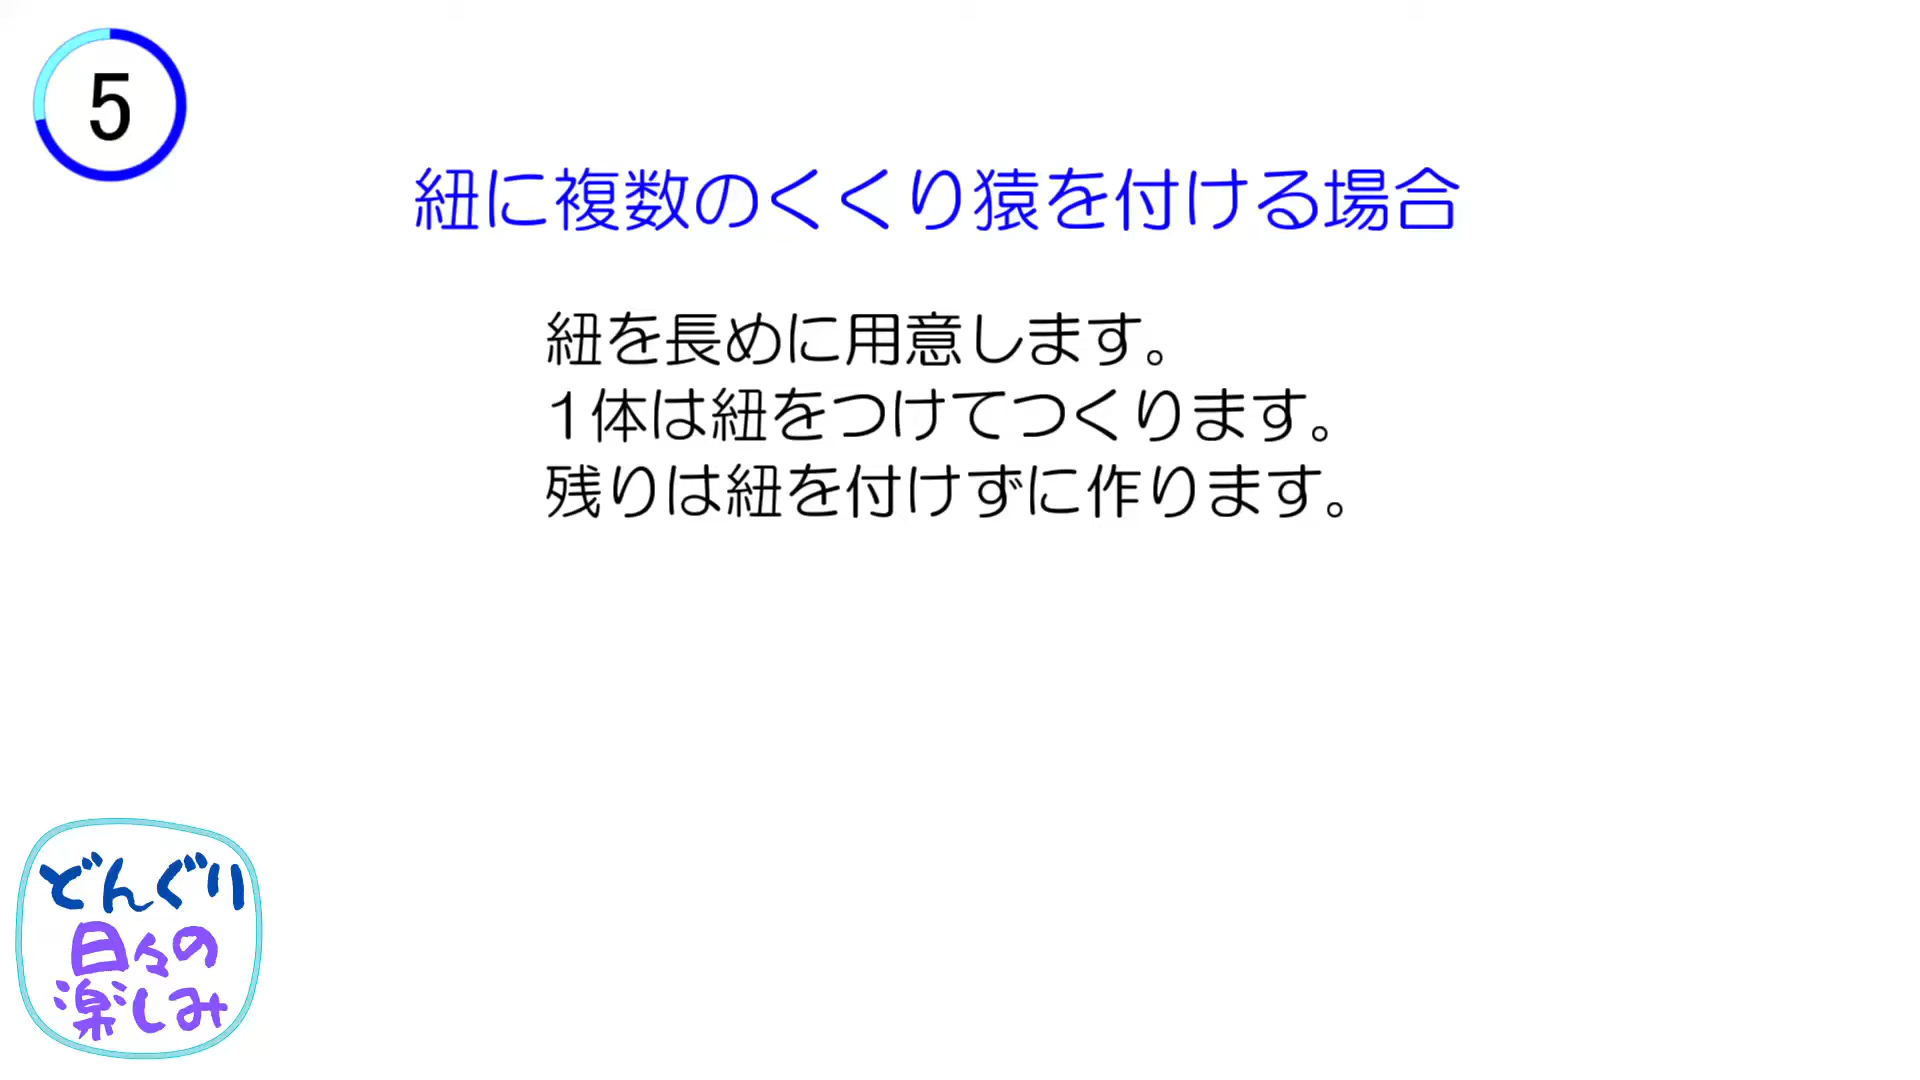 5
紐に複数のくくり猿を付ける場合
紐を長めに用意します。
１体は紐をつけてつくります。
残りは紐を付けずに作ります。
どんぐり
日々の
楽しみ